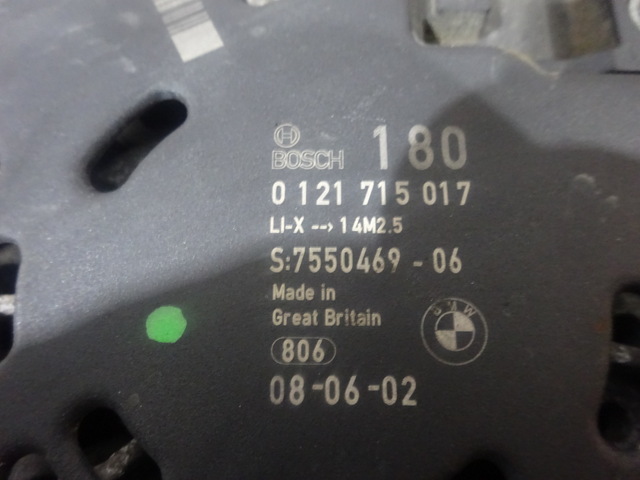 BOSCH 180
0 121 715 017
LI-X --> 14M2.5
S:7550469 - 06
Made in
Great Britain
BMW
806
08-06-02